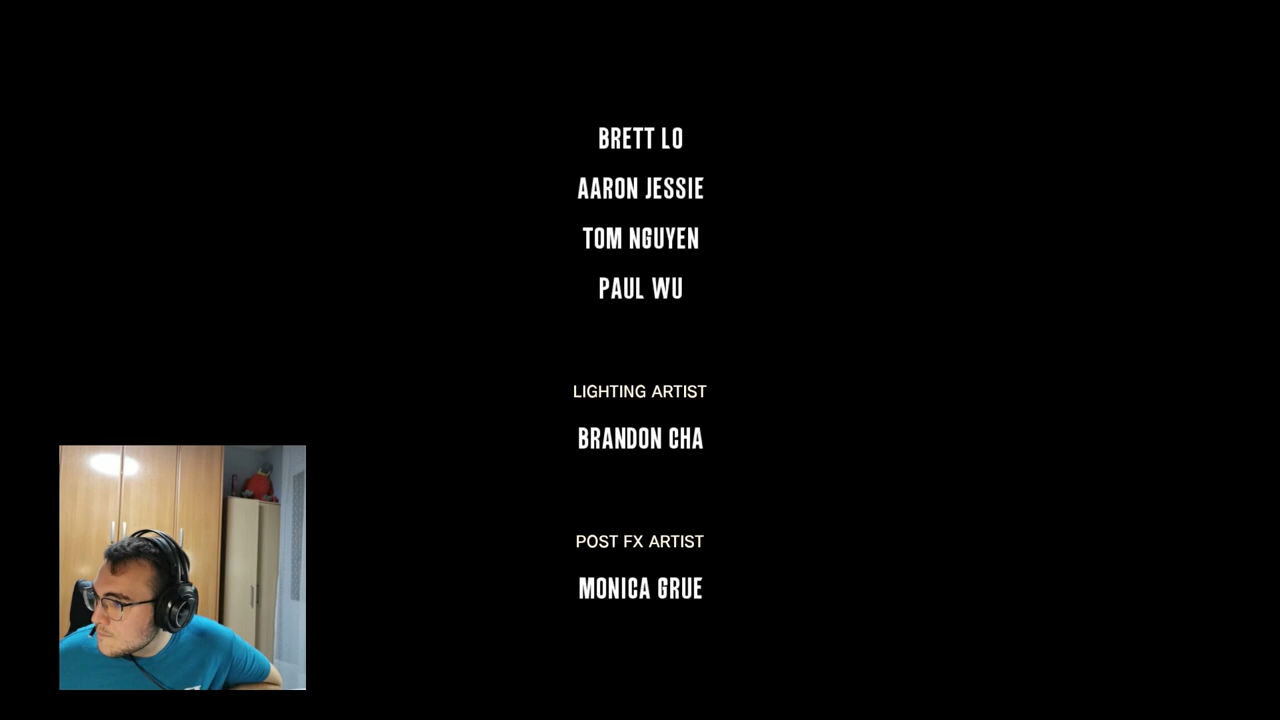 BRETT LO
AARON JESSIE
TOM NGUYEN
PAUL WU
LIGHTING ARTIST
BRANDON CHA
POST FX ARTIST
MONICA GRUE